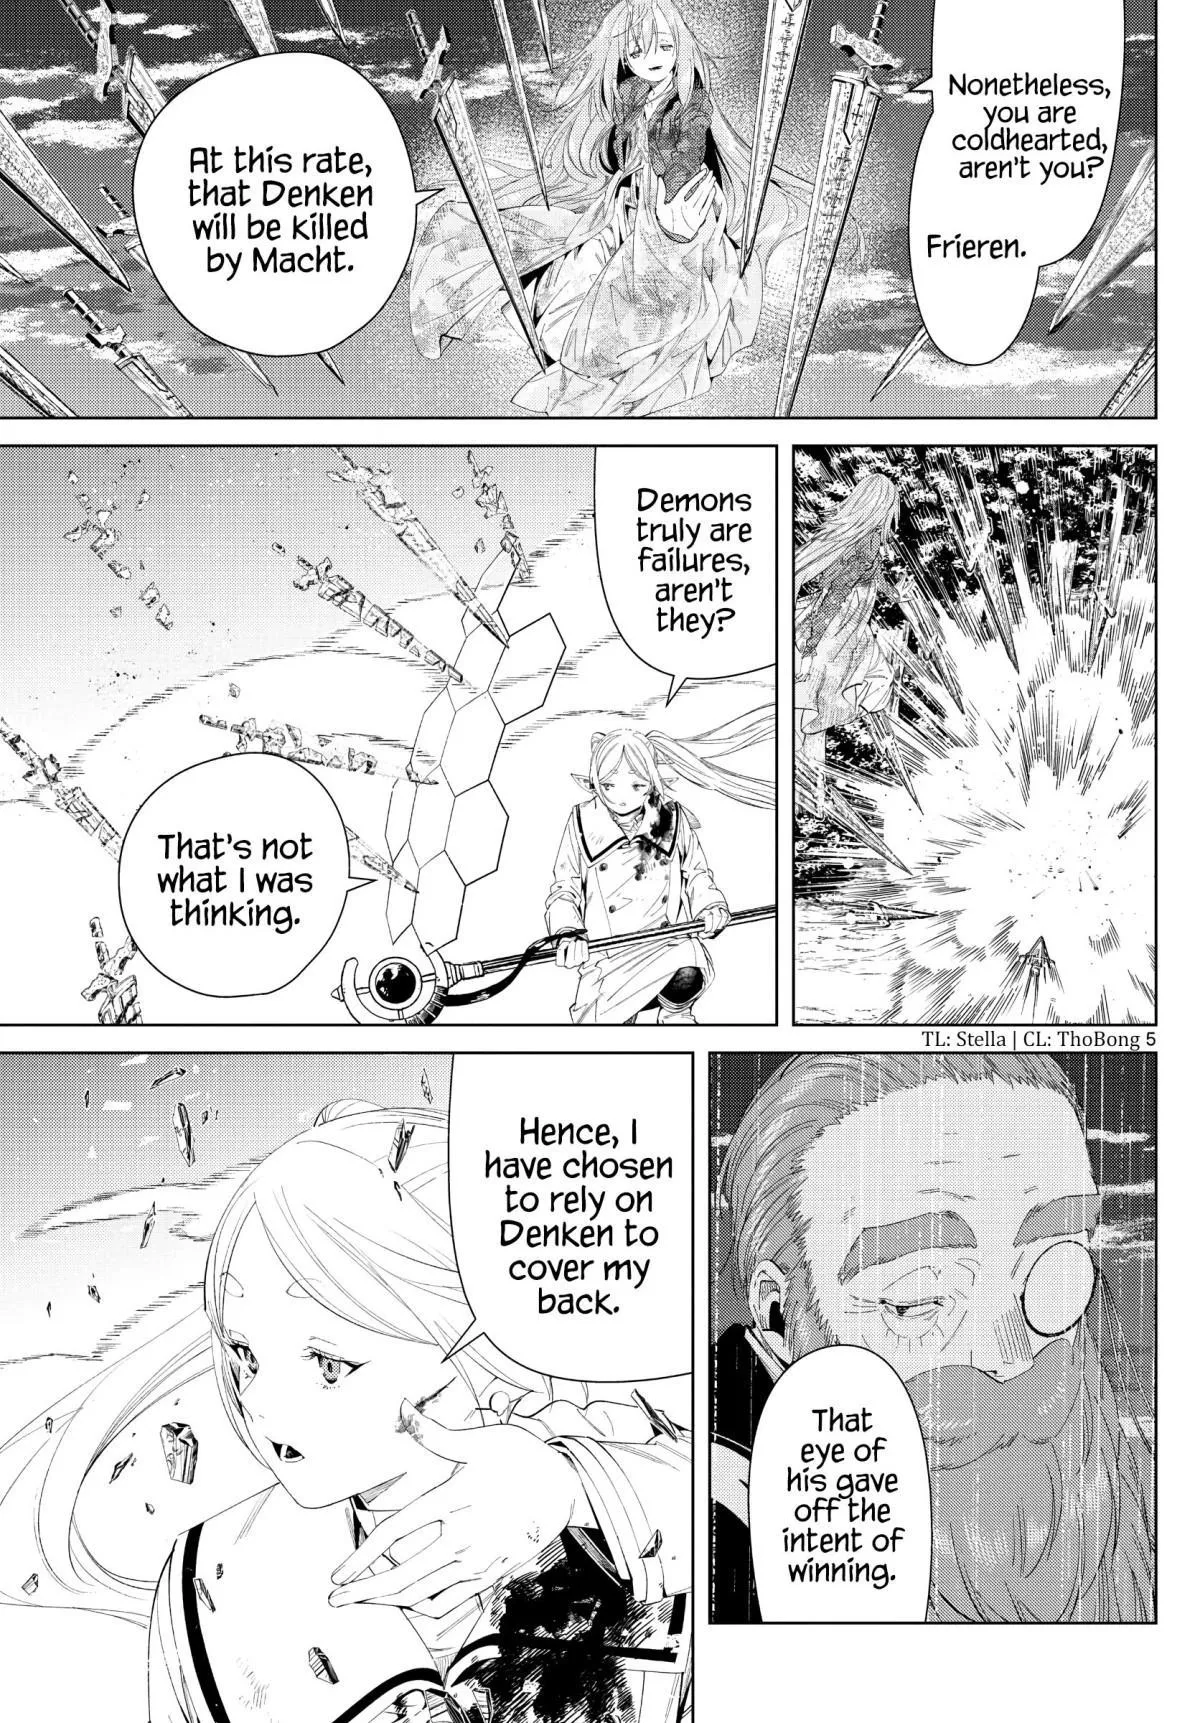 Nonetheless,
you are
coldhearted,
aren't you?
Frieren.
At this rate,
that Denken
will be killed
by Macht.
Demons
truly are
failures,
aren't
they?
That's not
what I was
thinking.
TL: Stella | CL: ThoBong 5
That
eye of
his gave
off the
intent of
winning.
Hence, I
have chosen
to rely on
Denken to
cover my
back.